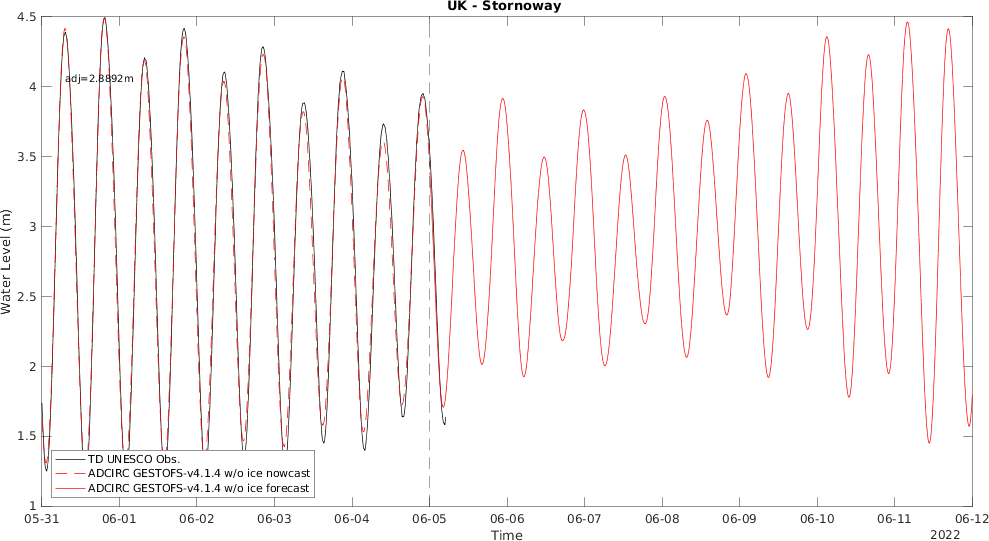 UK - Stornoway
4.5
4
3.5
3
2.5
2
1.5
1
Water Level (m)
adj=2.8892m
TD UNESCO Obs.
ADCIRC GESTOFS-v4.1.4 w/o ice nowcast
ADCIRC GESTOFS-v4.1.4 w/o ice forecast
05-31 06-01 06-02 06-03 06-04 06-05 06-06 06-07 06-08 06-09 06-10 06-11 06-12
Time
2022